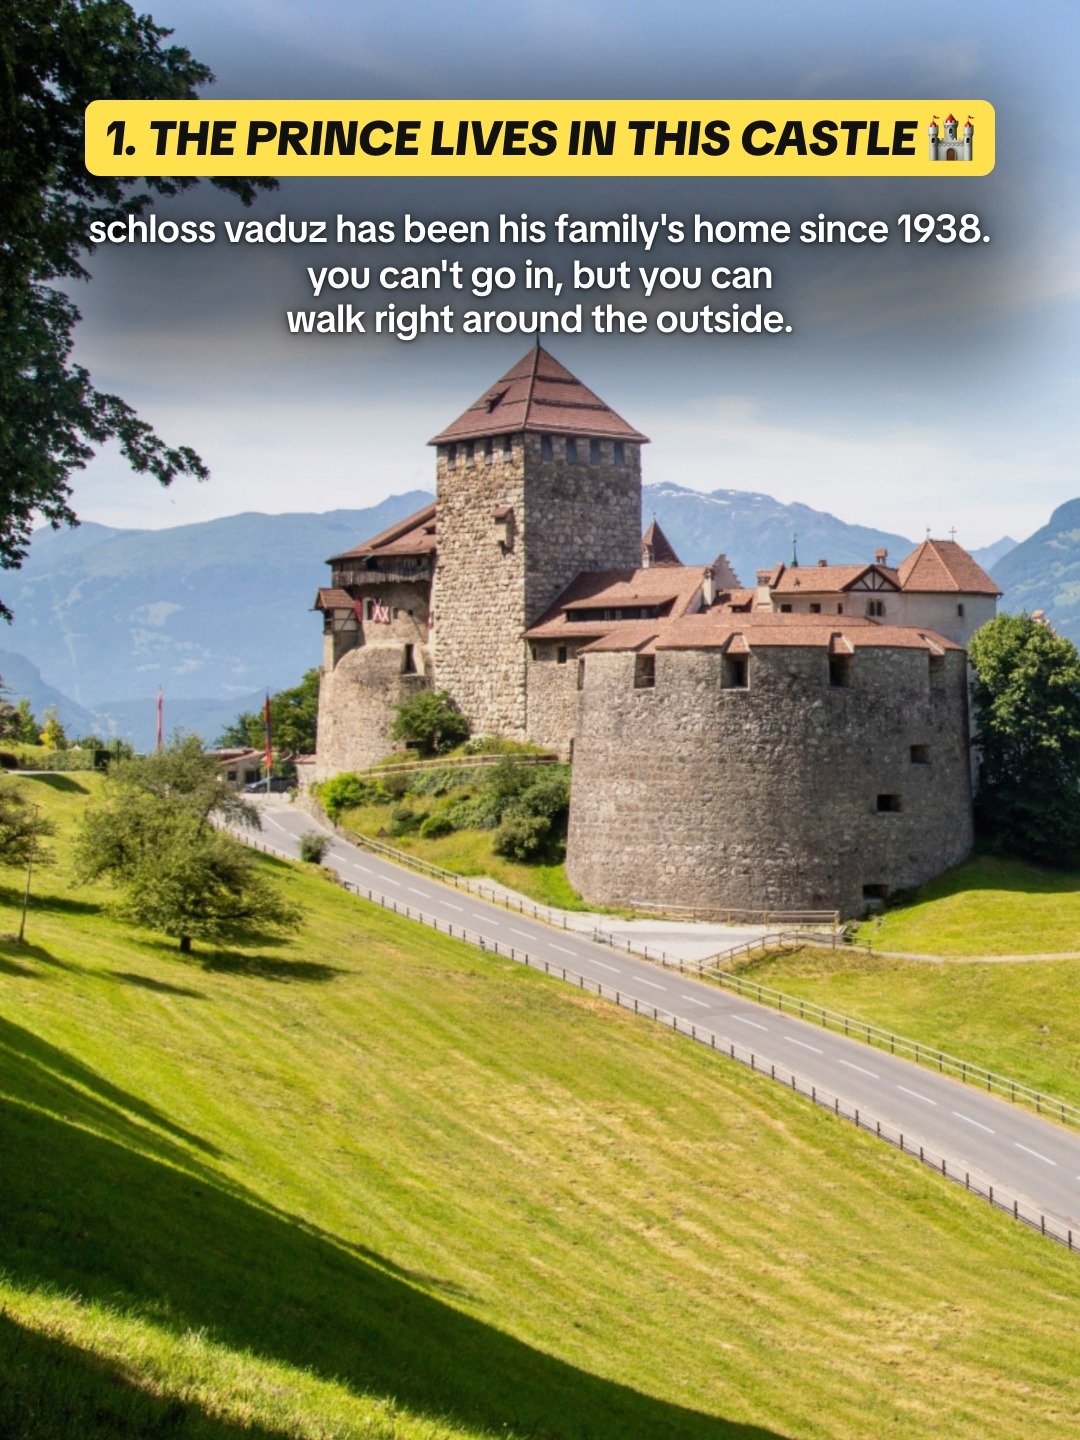 1. THE PRINCE LIVES IN THIS CASTLE 🏰
schloss vaduz has been his family's home since 1938.
you can't go in, but you can
walk right around the outside.